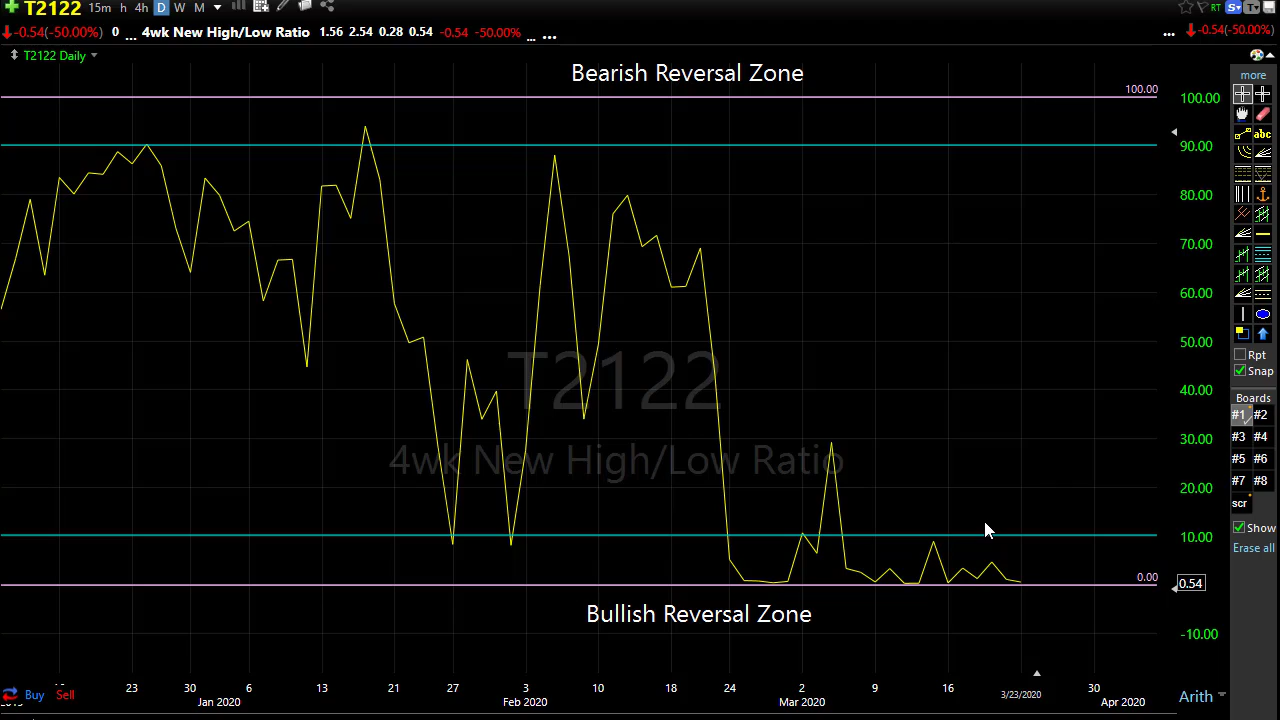 T2122 15m h 4h D W M
RT S T
-0.54(-50.00%) 0 ... 4wk New High/Low Ratio 1.56 2.54 0.28 0.54 -0.54 -50.00% ... ...
... -0.54(-50.00%)
T2122 Daily
Bearish Reversal Zone
more
100.00
100.00
90.00
abc
80.00
70.00
60.00
50.00
T2122
Rpt
Snap
40.00
Boards
#1 #2
30.00
#3 #4
4wk New High/Low Ratio
#5 #6
20.00
#7 #8
scr
10.00
Show
Erase all
0.00
0.54
Bullish Reversal Zone
-10.00
Buy Sell
23 30 6 13 21 27 3 10 18 24 2 9 16 3/23/2020 30
Jan 2020 Feb 2020 Mar 2020 Apr 2020
Arith